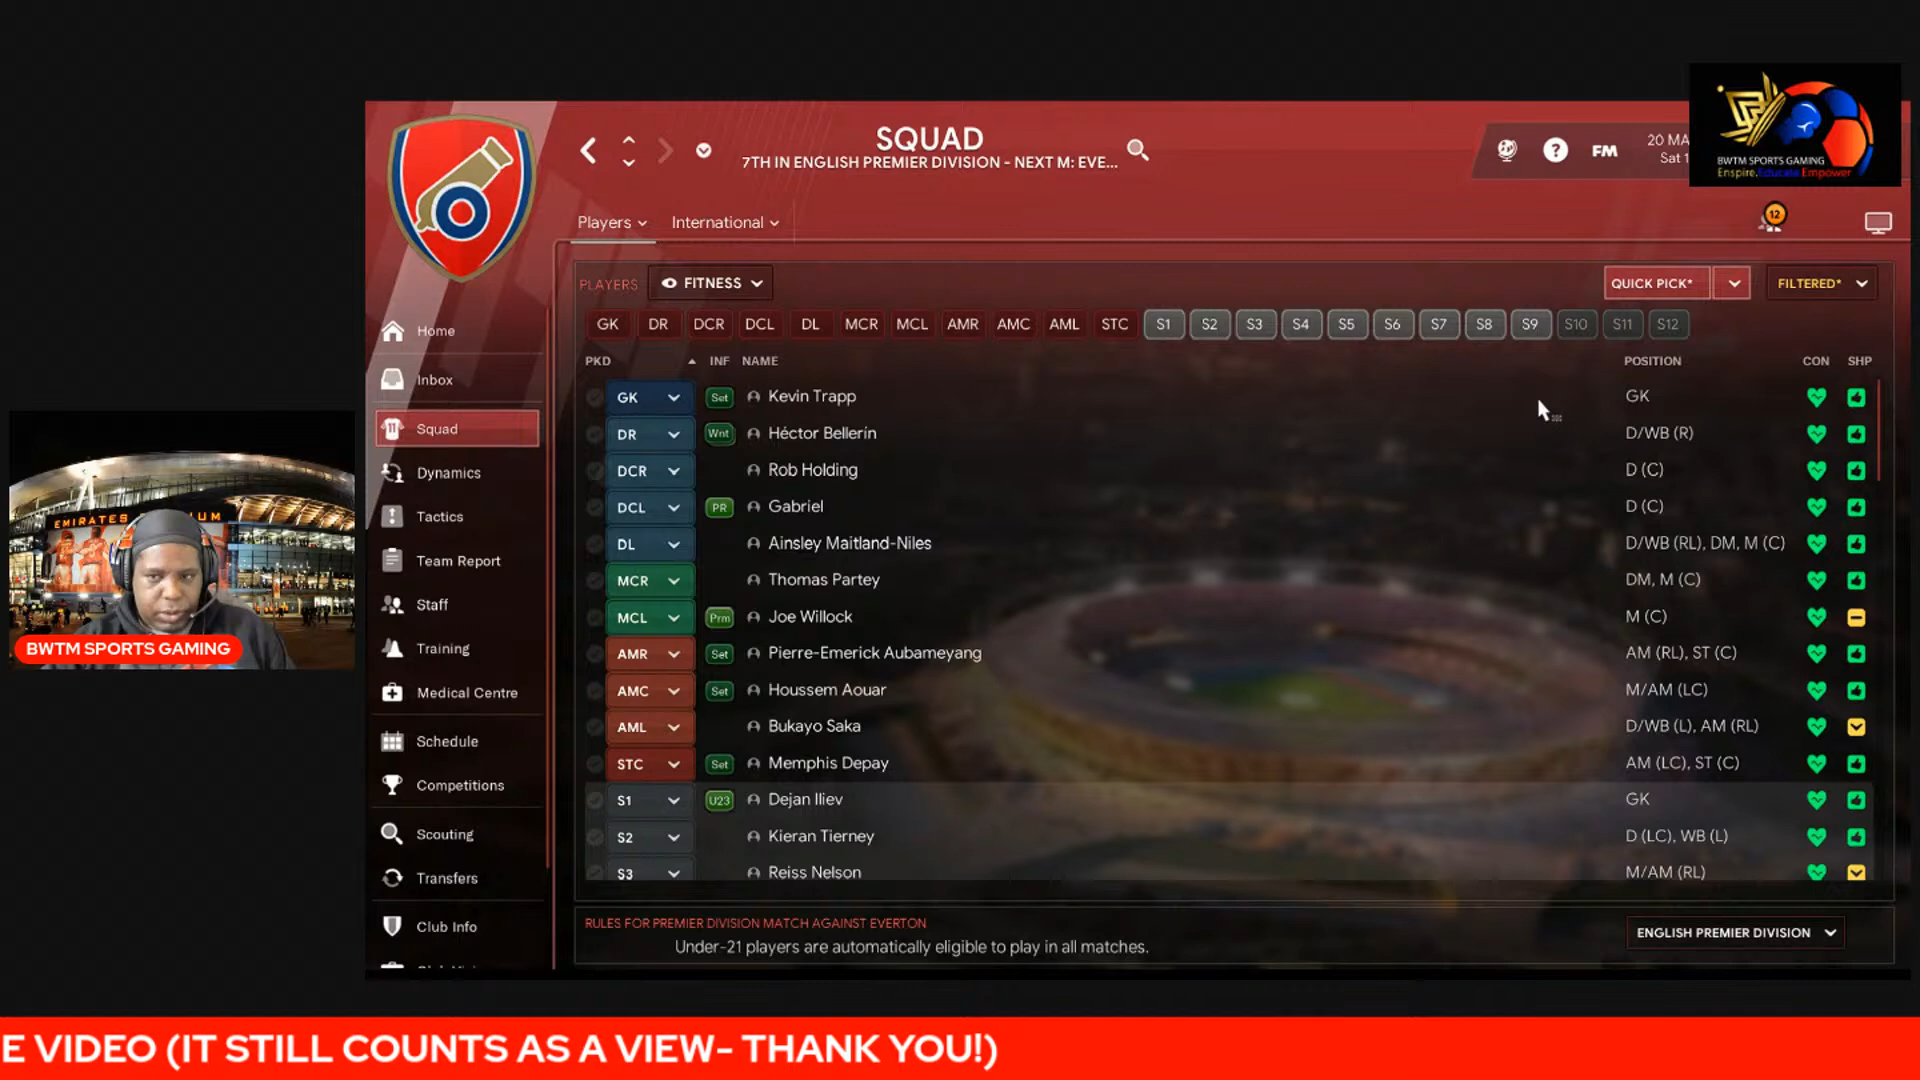 SQUAD
7TH IN ENGLISH PREMIER DIVISION - NEXT M: EVE...
? FM 20 MA
Sat 1
BWTM SPORTS GAMING
Enspire.Educate.Empower
12
Players International
PLAYERS FITNESS QUICK PICK* FILTERED*
GK DR DCR DCL DL MCR MCL AMR AMC AML STC S1 S2 S3 S4 S5 S6 S7 S8 S9 S10 S11 S12
PKD INF NAME POSITION CON SHP
GK Set Kevin Trapp GK
DR Wnt Héctor Bellerín D/WB (R)
DCR Rob Holding D (C)
DCL PR Gabriel D (C)
DL Ainsley Maitland-Niles D/WB (RL), DM, M (C)
MCR Thomas Partey DM, M (C)
MCL Prm Joe Willock M (C)
AMR Set Pierre-Emerick Aubameyang AM (RL), ST (C)
AMC Set Houssem Aouar M/AM (LC)
AML Bukayo Saka D/WB (L), AM (RL)
STC Set Memphis Depay AM (LC), ST (C)
S1 U23 Dejan Iliev GK
S2 Kieran Tierney D (LC), WB (L)
S3 Reiss Nelson M/AM (RL)
Home
Inbox
11 Squad
Dynamics
Tactics
Team Report
Staff
Training
Medical Centre
Schedule
Competitions
Scouting
Transfers
Club Info
RULES FOR PREMIER DIVISION MATCH AGAINST EVERTON
Under-21 players are automatically eligible to play in all matches.
ENGLISH PREMIER DIVISION
EMIRATES
BWTM SPORTS GAMING
E VIDEO (IT STILL COUNTS AS A VIEW- THANK YOU!)